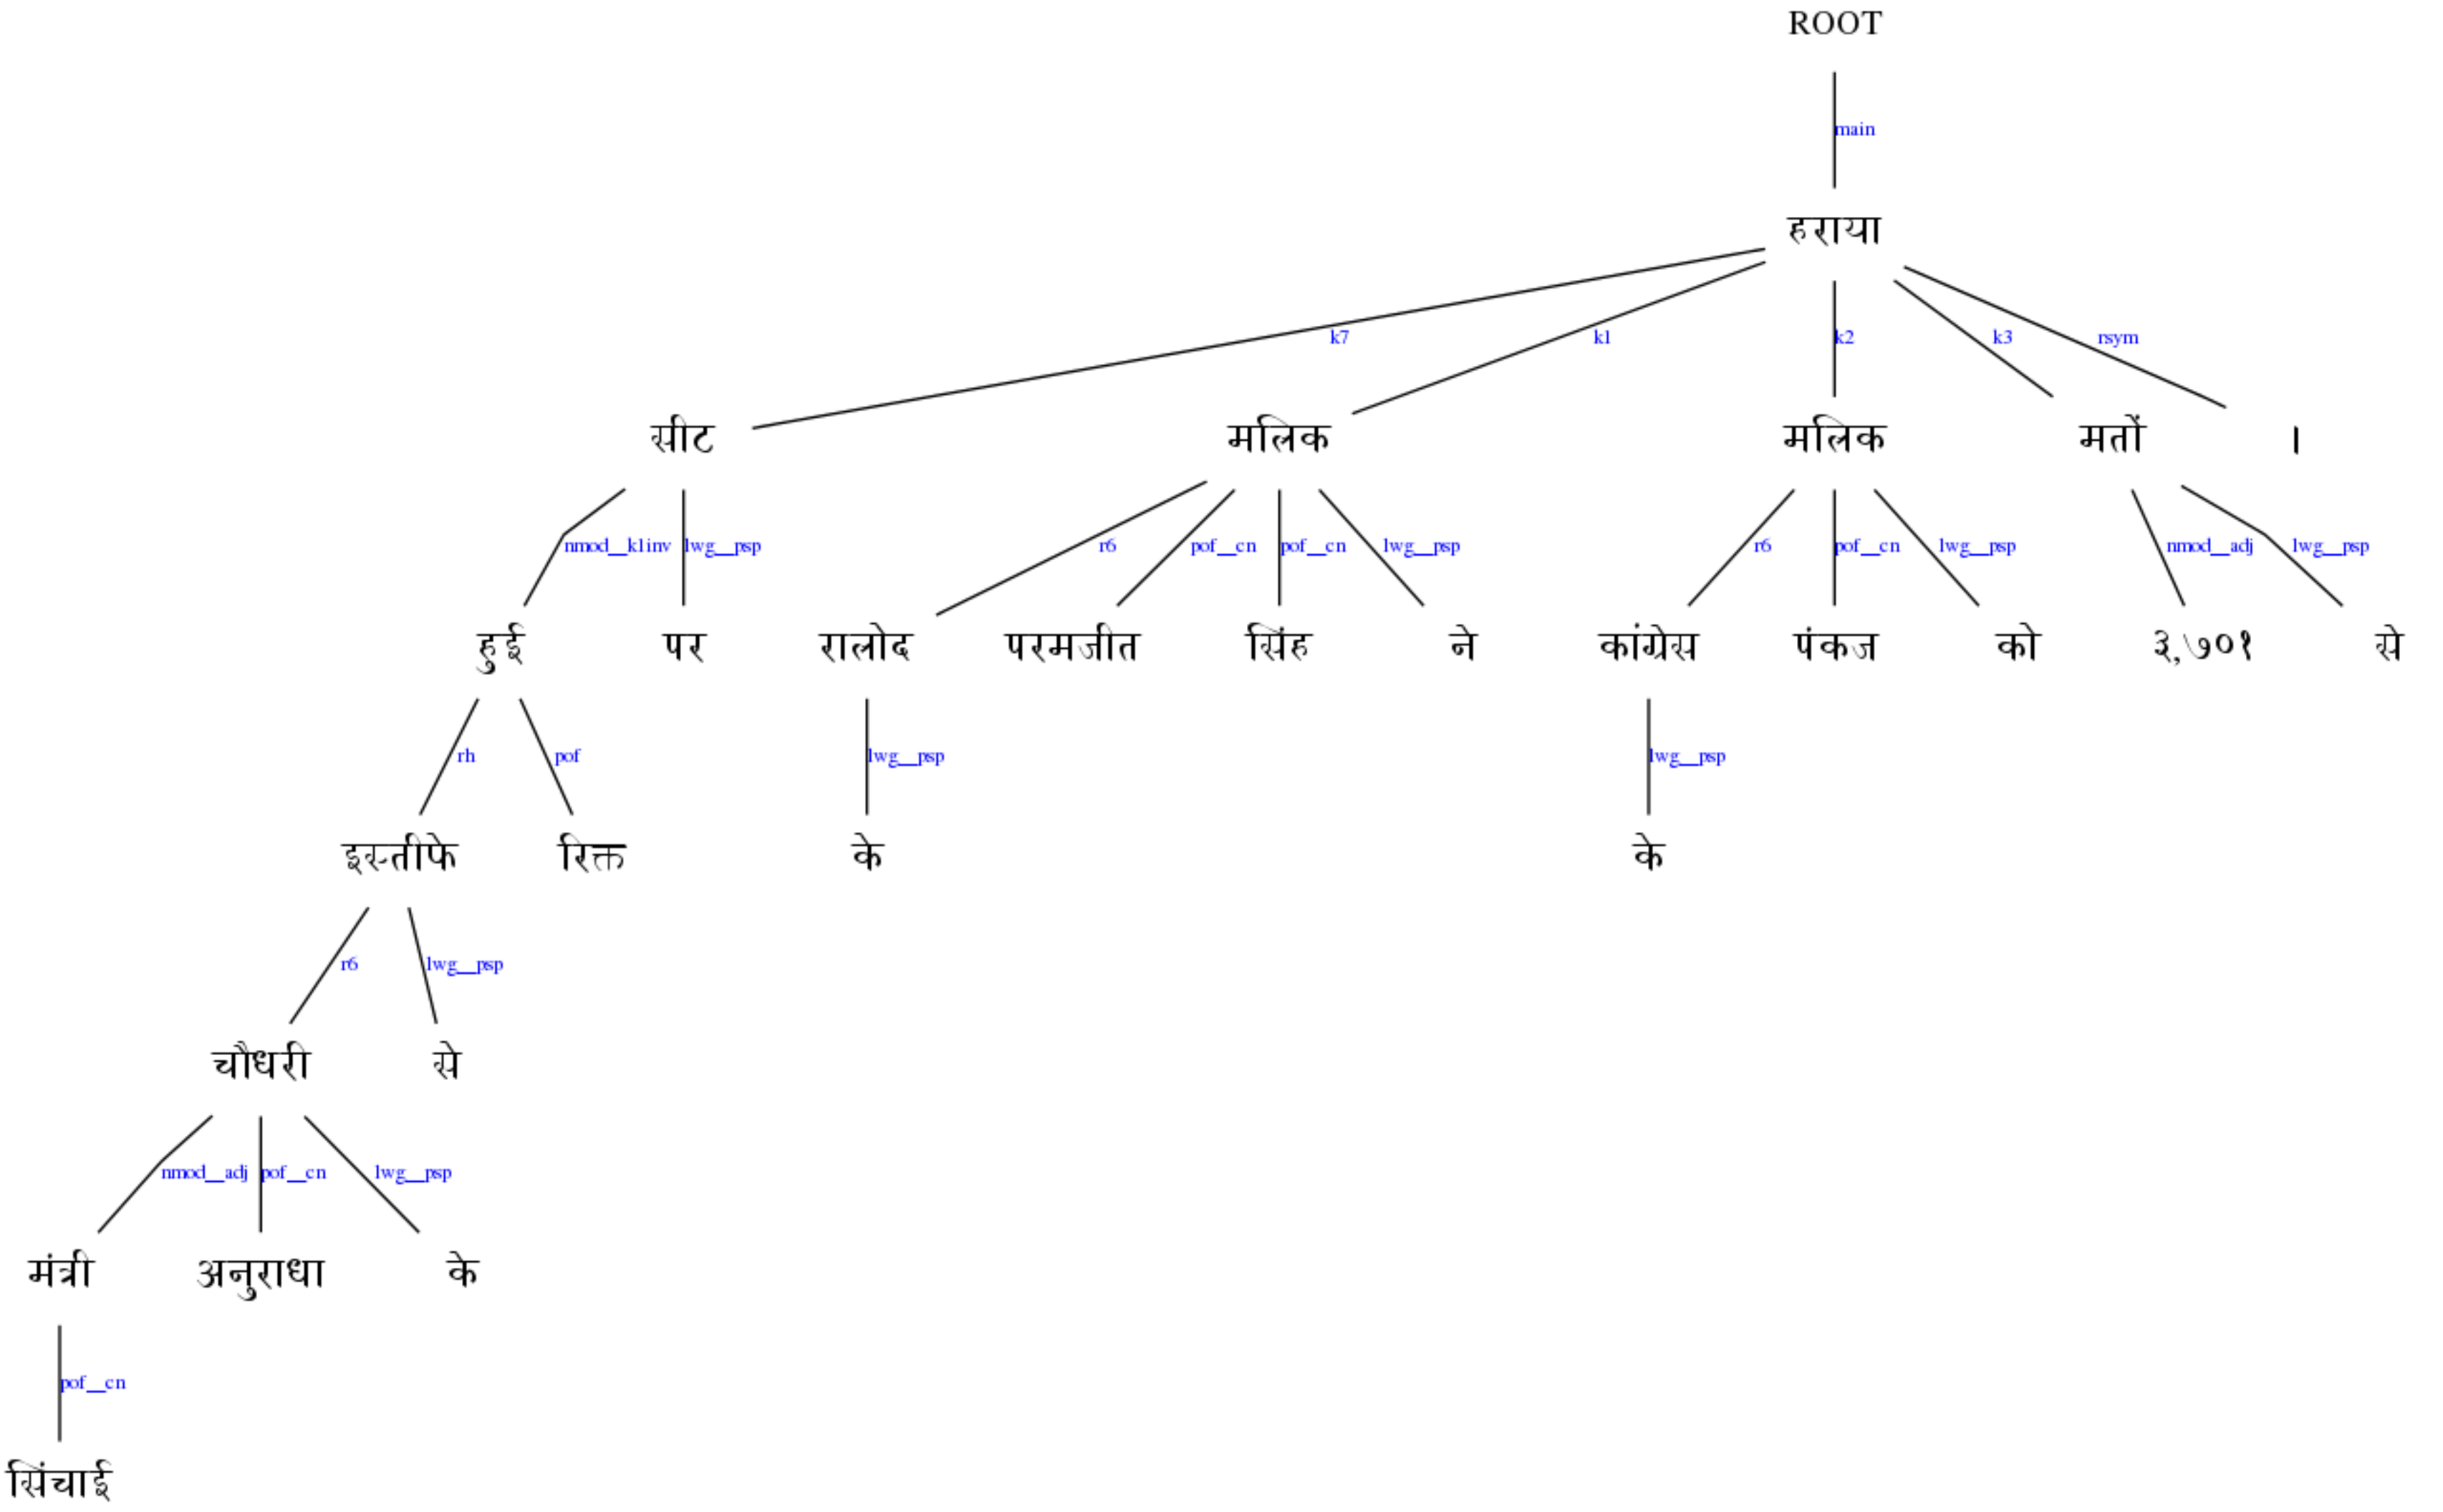 ROOT
main
हराया
k7 k1 k2 k3 rsym
सीट मलिक मलिक मतों ।
nmod__k1inv lwg__psp r6 pof__cn pof__cn lwg__psp r6 pof__cn lwg__psp nmod__adj lwg__psp
हुई पर रालोद परमजीत सिंह ने कांग्रेस पंकज को ३,७०१ से
rh pof lwg__psp lwg__psp
इस्तीफे रिक्त के के
r6 lwg__psp
चौधरी से
nmod__adj pof__cn lwg__psp
मंत्री अनुराधा के
pof__cn
सिंचाई